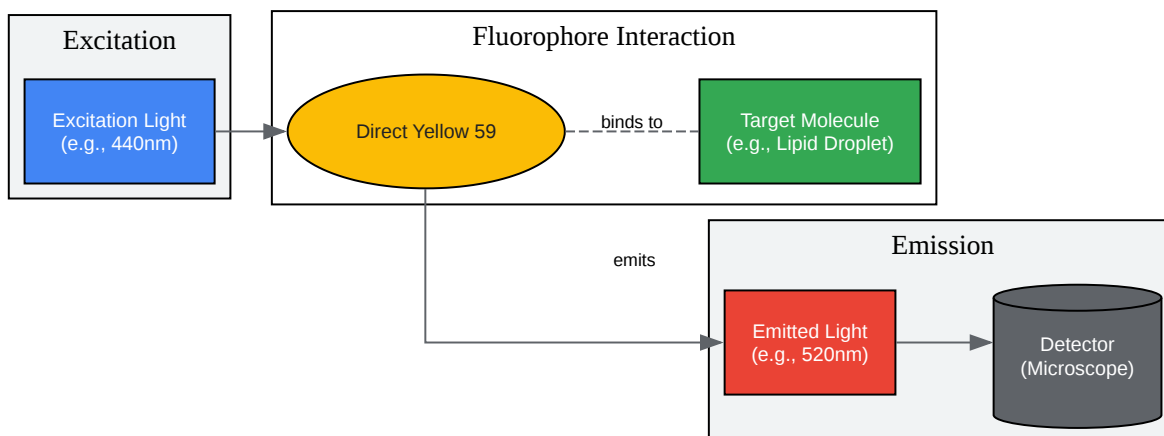 Excitation
Excitation Light
(e.g., 440nm)
Fluorophore Interaction
Direct Yellow 59
binds to
Target Molecule
(e.g., Lipid Droplet)
emits
Emission
Emitted Light
(e.g., 520nm)
Detector
(Microscope)